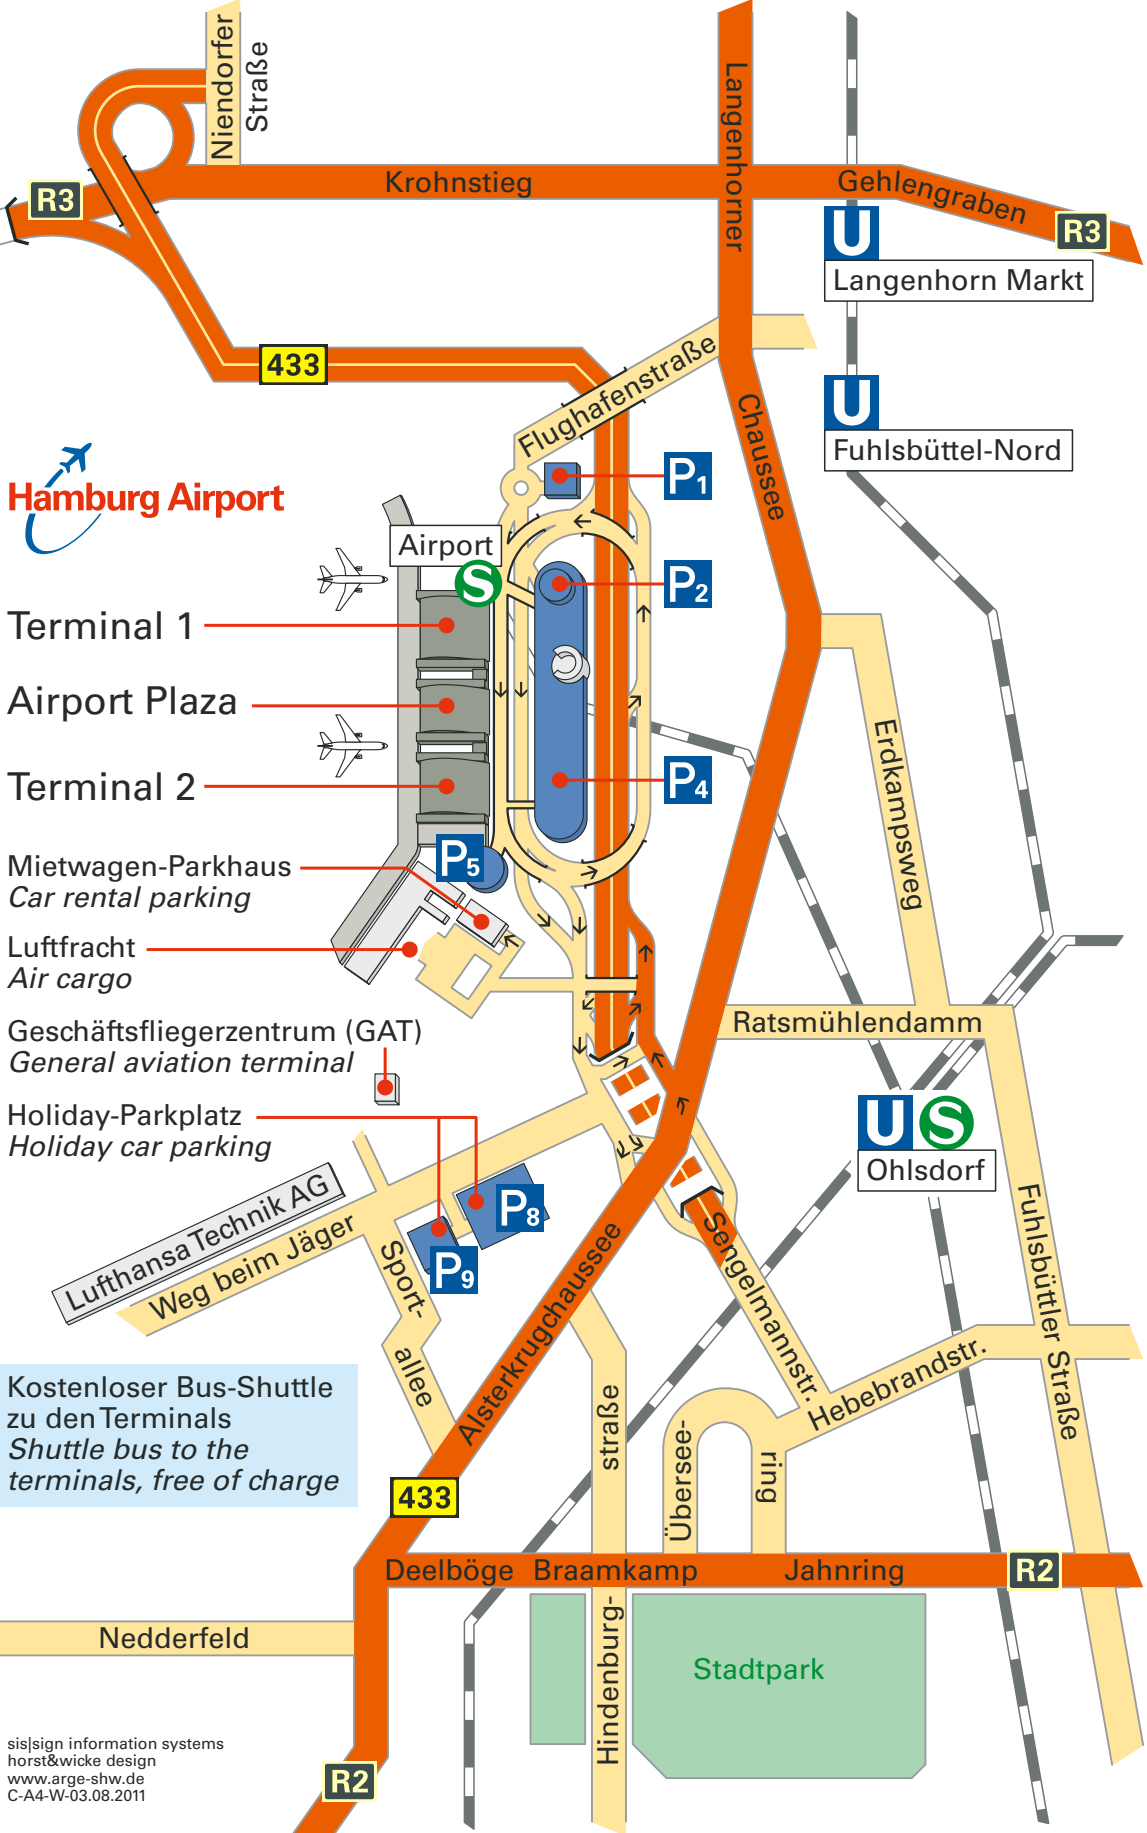 Niendorfer
Straße
Langenhorner
Krohnstieg
Gehlengraben
R3
R3
U
Langenhorn Markt
433
Flughafenstraße
U
Fuhlsbüttel-Nord
Chaussee
Hamburg Airport
P1
Airport
S
P2
Terminal 1
Airport Plaza
Terminal 2
P4
Erdkampsweg
P5
Mietwagen-Parkhaus
Car rental parking
Luftfracht
Air cargo
Ratsmühlendamm
Geschäftsfliegerzentrum (GAT)
General aviation terminal
Holiday-Parkplatz
Holiday car parking
U S
Ohlsdorf
Lufthansa Technik AG
Weg beim Jäger
P8
P9
Sport-
allee
Alsterkrugchaussee
Sengelmannstr.
Fuhlsbüttler Straße
Hebebrandstr.
Kostenloser Bus-Shuttle
zu den Terminals
Shuttle bus to the
terminals, free of charge
straße
Übersee-
ring
433
Deelböge
Braamkamp
Jahnring
R2
Nedderfeld
Hindenburg-
Stadtpark
sis|sign information systems
horst&wicke design
www.arge-shw.de
C-A4-W-03.08.2011
R2